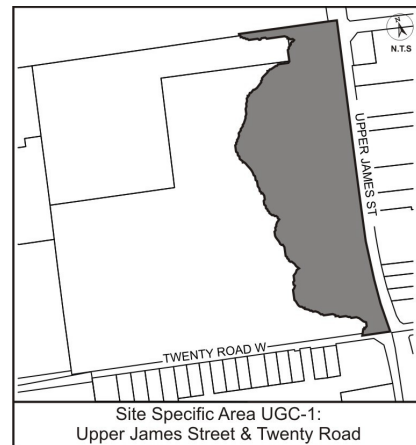 N.T.S
UPPER JAMES ST
TWENTY ROAD W
Site Specific Area UGC-1:
Upper James Street & Twenty Road